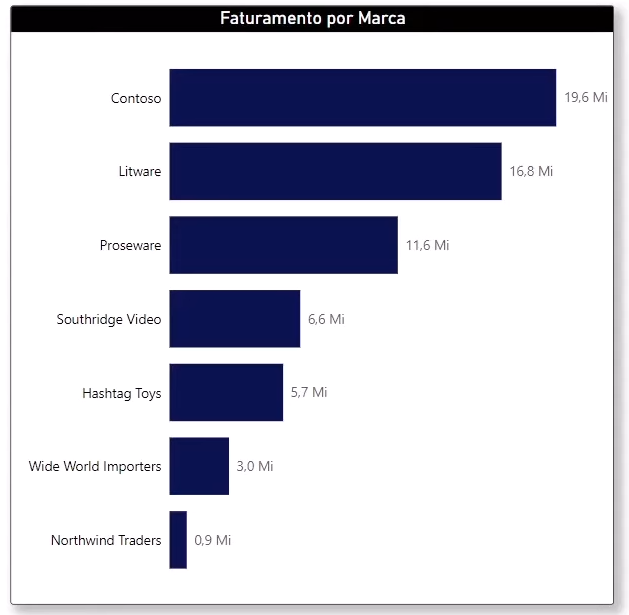 Faturamento por Marca
Contoso 19,6 Mi
Litware 16,8 Mi
Proseware 11,6 Mi
Southridge Video 6,6 Mi
Hashtag Toys 5,7 Mi
Wide World Importers 3,0 Mi
Northwind Traders 0,9 Mi